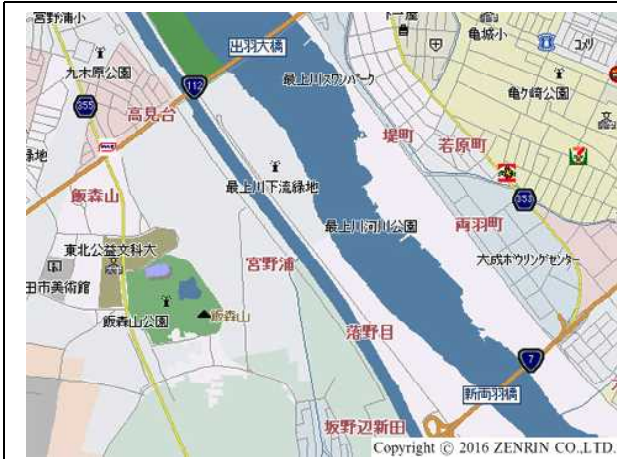 宮野浦小
出羽大橋
亀城小
コメリ
九木原公園
112
最上川スワンパーク
亀ケ崎公園
355
高見台
堤町
若原町
緑地
最上川下流緑地
353
飯森山
最上川河川公園
両羽町
東北公益文科大
宮野浦
大成ボウリングセンター
田市美術館
飯森山公園
飯森山
落野目
7
新両羽橋
坂野辺新田
Copyright © 2016 ZENRIN CO.,LTD.